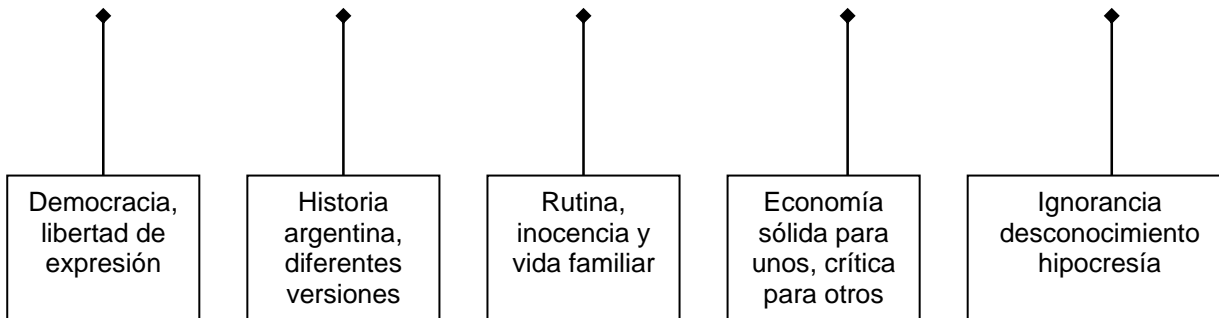 Democracia,
libertad de
expresión
Historia
argentina,
diferentes
versiones
Rutina,
inocencia y
vida familiar
Economía
sólida para
unos, crítica
para otros
Ignorancia
desconocimiento
hipocresía